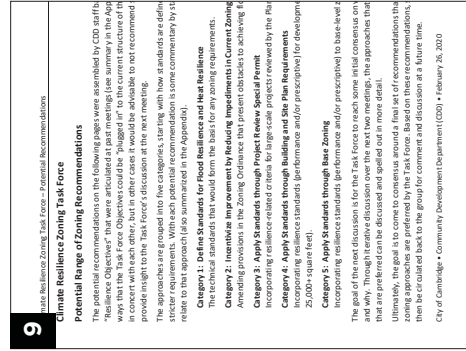 9
mate Resilience Zoning Task Force – Potential Recommendations
Climate Resilience Zoning Task Force
Potential Range of Zoning Recommendations
The potential recommendations on the following pages were assembled by CDD staff b
"Resilience Objectives" that were articulated at past meetings (see summary in the App
ways that the Task Force Objectives could be "plugged in" to the current structure of th
in concert with each other, but in other cases it would be advisable to not recommend
provide insight to the Task Force's discussion at the next meeting.
The approaches are grouped into five categories, starting with how standards are defin
stricter requirements. With each potential recommendation is some commentary by st
relate to that approach (also summarized in the Appendix).
Category 1: Define Standards for Flood Resilience and Heat Resilience
The technical standards that would form the basis for any zoning requirements.
Category 2: Incentivize Improvement by Reducing Impediments in Current Zoning
Amending provisions in the Zoning Ordinance that present obstacles to achieving
Category 3: Apply Standards through Project Review Special Permit
Incorporating resilience-related criteria for large-scale projects reviewed by the Plan
Category 4: Apply Standards through Building and Site Plan Requirements
Incorporating resilience standards (performance and/or prescriptive) for developme
25,000+ square feet).
Category 5: Apply Standards through Base Zoning
Incorporating resilience standards (performance and/or prescriptive) to base-level
The goal of the next discussion is for the Task Force to reach some initial consensus on
and why. Through iterative discussion over the next two meetings, the approaches that
that are preferred can be discussed and spelled out in more detail.
Ultimately, the goal is to come to consensus around a final set of recommendations tha
zoning approaches are preferred by the Task Force. Based on these recommendations,
then be circulated back to the group for comment and discussion at a future time.
City of Cambridge • Community Development Department (CDD) • February 26, 2020